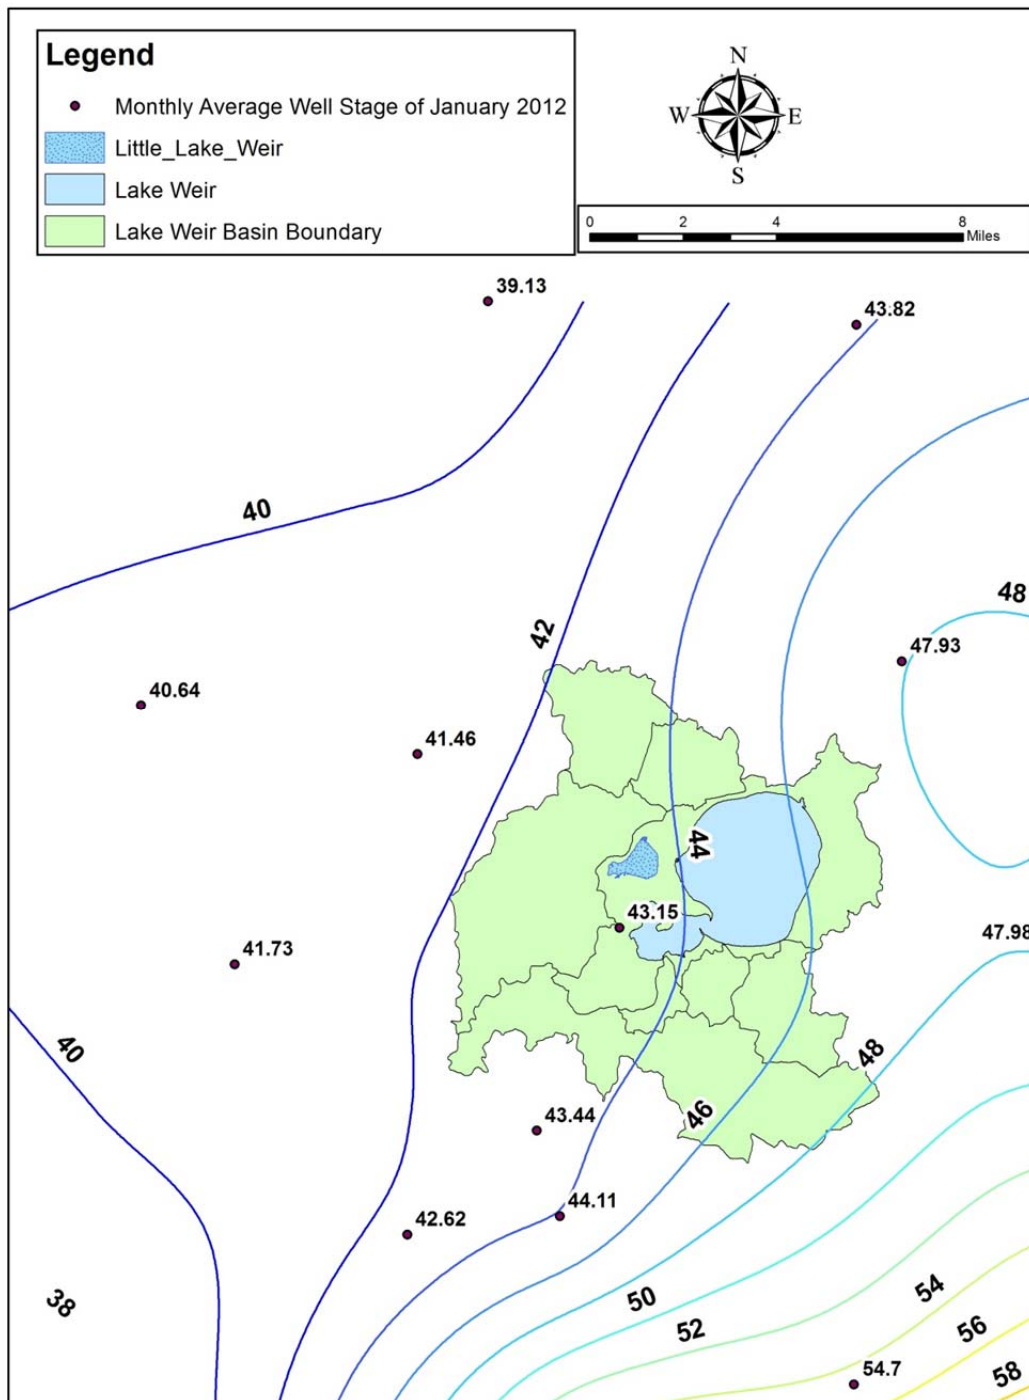 Legend
N
Monthly Average Well Stage of January 2012
W E
Little_Lake_Weir
S
Lake Weir
0 2 4 8
Lake Weir Basin Boundary
Miles
39.13
43.82
40
48
42
47.93
40.64
41.46
44
43.15
47.98
41.73
40
48
46
43.44
44.11
42.62
54
50
38
56
52
54.7
58